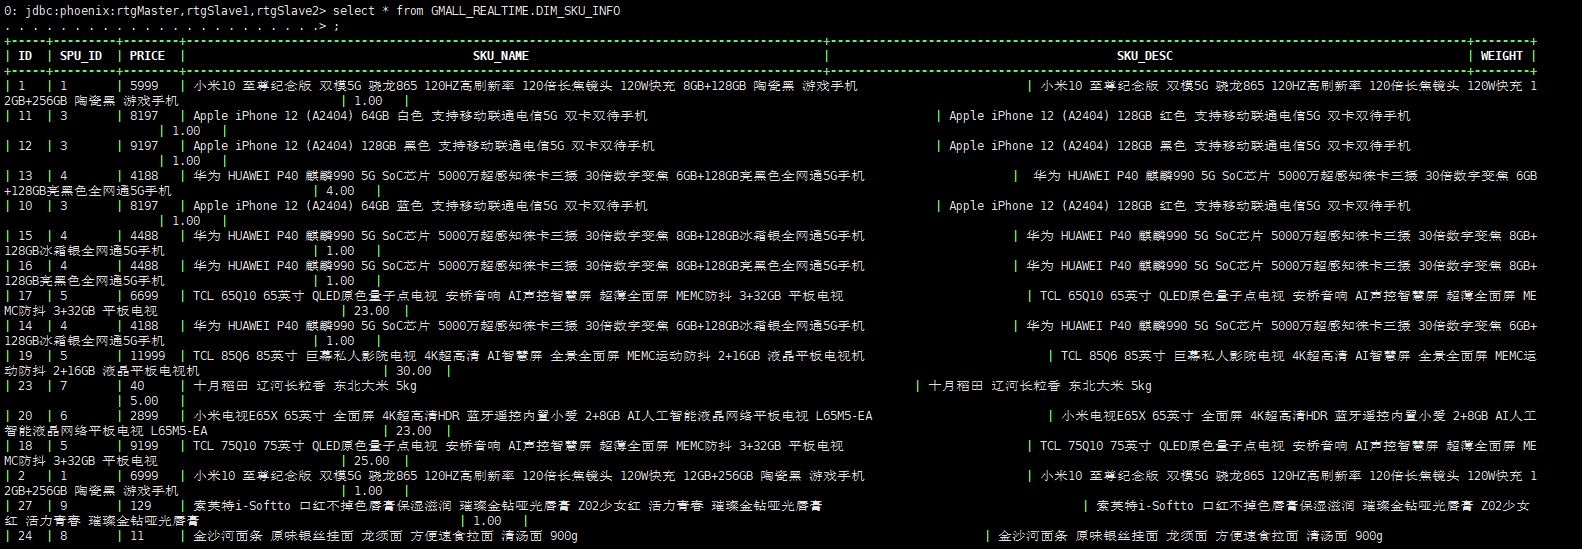 0: jdbc:phoenix:rtgMaster,rtgSlave1,rtgSlave2> select * from GMALL_REALTIME.DIM_SKU_INFO
. . . . . . . . . . . . . . . . . . . . . . .> ;
| ID | SPU_ID | PRICE | SKU_NAME | SKU_DESC | WEIGHT |
| 1 | 1 | 5999 | 小米10 至尊纪念版 双模5G 骁龙865 120HZ高刷新率 120倍长焦镜头 120W快充 8GB+128GB 陶瓷黑 游戏手机 | 小米10 至尊纪念版 双模5G 骁龙865 120HZ高刷新率 120倍长焦镜头 120W快充 1
2GB+256GB 陶瓷黑 游戏手机 | 1.00 |
| 11 | 3 | 8197 | Apple iPhone 12 (A2404) 64GB 白色 支持移动联通电信5G 双卡双待手机 | Apple iPhone 12 (A2404) 128GB 红色 支持移动联通电信5G 双卡双待手机
| 1.00 |
| 12 | 3 | 9197 | Apple iPhone 12 (A2404) 128GB 黑色 支持移动联通电信5G 双卡双待手机 | Apple iPhone 12 (A2404) 128GB 黑色 支持移动联通电信5G 双卡双待手机
| 1.00 |
| 13 | 4 | 4188 | 华为 HUAWEI P40 麒麟990 5G SoC芯片 5000万超感知徕卡三摄 30倍数字变焦 6GB+128GB亮黑色全网通5G手机 | 华为 HUAWEI P40 麒麟990 5G SoC芯片 5000万超感知徕卡三摄 30倍数字变焦 6GB
+128GB亮黑色全网通5G手机 | 4.00 |
| 10 | 3 | 8197 | Apple iPhone 12 (A2404) 64GB 蓝色 支持移动联通电信5G 双卡双待手机 | Apple iPhone 12 (A2404) 128GB 红色 支持移动联通电信5G 双卡双待手机
| 1.00 |
| 15 | 4 | 4488 | 华为 HUAWEI P40 麒麟990 5G SoC芯片 5000万超感知徕卡三摄 30倍数字变焦 8GB+128GB冰霜银全网通5G手机 | 华为 HUAWEI P40 麒麟990 5G SoC芯片 5000万超感知徕卡三摄 30倍数字变焦 8GB+
128GB冰霜银全网通5G手机 | 1.00 |
| 16 | 4 | 4488 | 华为 HUAWEI P40 麒麟990 5G SoC芯片 5000万超感知徕卡三摄 30倍数字变焦 8GB+128GB亮黑色全网通5G手机 | 华为 HUAWEI P40 麒麟990 5G SoC芯片 5000万超感知徕卡三摄 30倍数字变焦 8GB+
128GB亮黑色全网通5G手机 | 1.00 |
| 17 | 5 | 6699 | TCL 65Q10 65英寸 QLED原色量子点电视 安桥音响 AI声控智慧屏 超薄全面屏 MEMC防抖 3+32GB 平板电视 | TCL 65Q10 65英寸 QLED原色量子点电视 安桥音响 AI声控智慧屏 超薄全面屏 ME
MC防抖 3+32GB 平板电视 | 23.00 |
| 14 | 4 | 4188 | 华为 HUAWEI P40 麒麟990 5G SoC芯片 5000万超感知徕卡三摄 30倍数字变焦 6GB+128GB冰霜银全网通5G手机 | 华为 HUAWEI P40 麒麟990 5G SoC芯片 5000万超感知徕卡三摄 30倍数字变焦 6GB+
128GB冰霜银全网通5G手机 | 1.00 |
| 19 | 5 | 11999 | TCL 85Q6 85英寸 巨幕私人影院电视 4K超高清 AI智慧屏 全景全面屏 MEMC运动防抖 2+16GB 液晶平板电视机 | TCL 85Q6 85英寸 巨幕私人影院电视 4K超高清 AI智慧屏 全景全面屏 MEMC运
动防抖 2+16GB 液晶平板电视机 | 30.00 |
| 23 | 7 | 40 | 十月稻田 辽河长粒香 东北大米 5kg | 十月稻田 辽河长粒香 东北大米 5kg
| 5.00 |
| 20 | 6 | 2899 | 小米电视E65X 65英寸 全面屏 4K超高清HDR 蓝牙遥控内置小爱 2+8GB AI人工智能液晶网络平板电视 L65M5-EA | 小米电视E65X 65英寸 全面屏 4K超高清HDR 蓝牙遥控内置小爱 2+8GB AI人工
智能液晶网络平板电视 L65M5-EA | 23.00 |
| 18 | 5 | 9199 | TCL 75Q10 75英寸 QLED原色量子点电视 安桥音响 AI声控智慧屏 超薄全面屏 MEMC防抖 3+32GB 平板电视 | TCL 75Q10 75英寸 QLED原色量子点电视 安桥音响 AI声控智慧屏 超薄全面屏 ME
MC防抖 3+32GB 平板电视 | 25.00 |
| 2 | 1 | 6999 | 小米10 至尊纪念版 双模5G 骁龙865 120HZ高刷新率 120倍长焦镜头 120W快充 12GB+256GB 陶瓷黑 游戏手机 | 小米10 至尊纪念版 双模5G 骁龙865 120HZ高刷新率 120倍长焦镜头 120W快充 1
2GB+256GB 陶瓷黑 游戏手机 | 1.00 |
| 27 | 9 | 129 | 索芙特i-Softto 口红不掉色唇膏保湿滋润 璀璨金钻哑光唇膏 Z02少女红 活力青春 璀璨金钻哑光唇膏 | 索芙特i-Softto 口红不掉色唇膏保湿滋润 璀璨金钻哑光唇膏 Z02少女
红 活力青春 璀璨金钻哑光唇膏 | 1.00 |
| 24 | 8 | 11 | 金沙河面条 原味银丝挂面 龙须面 方便速食拉面 清汤面 900g | 金沙河面条 原味银丝挂面 龙须面 方便速食拉面 清汤面 900g